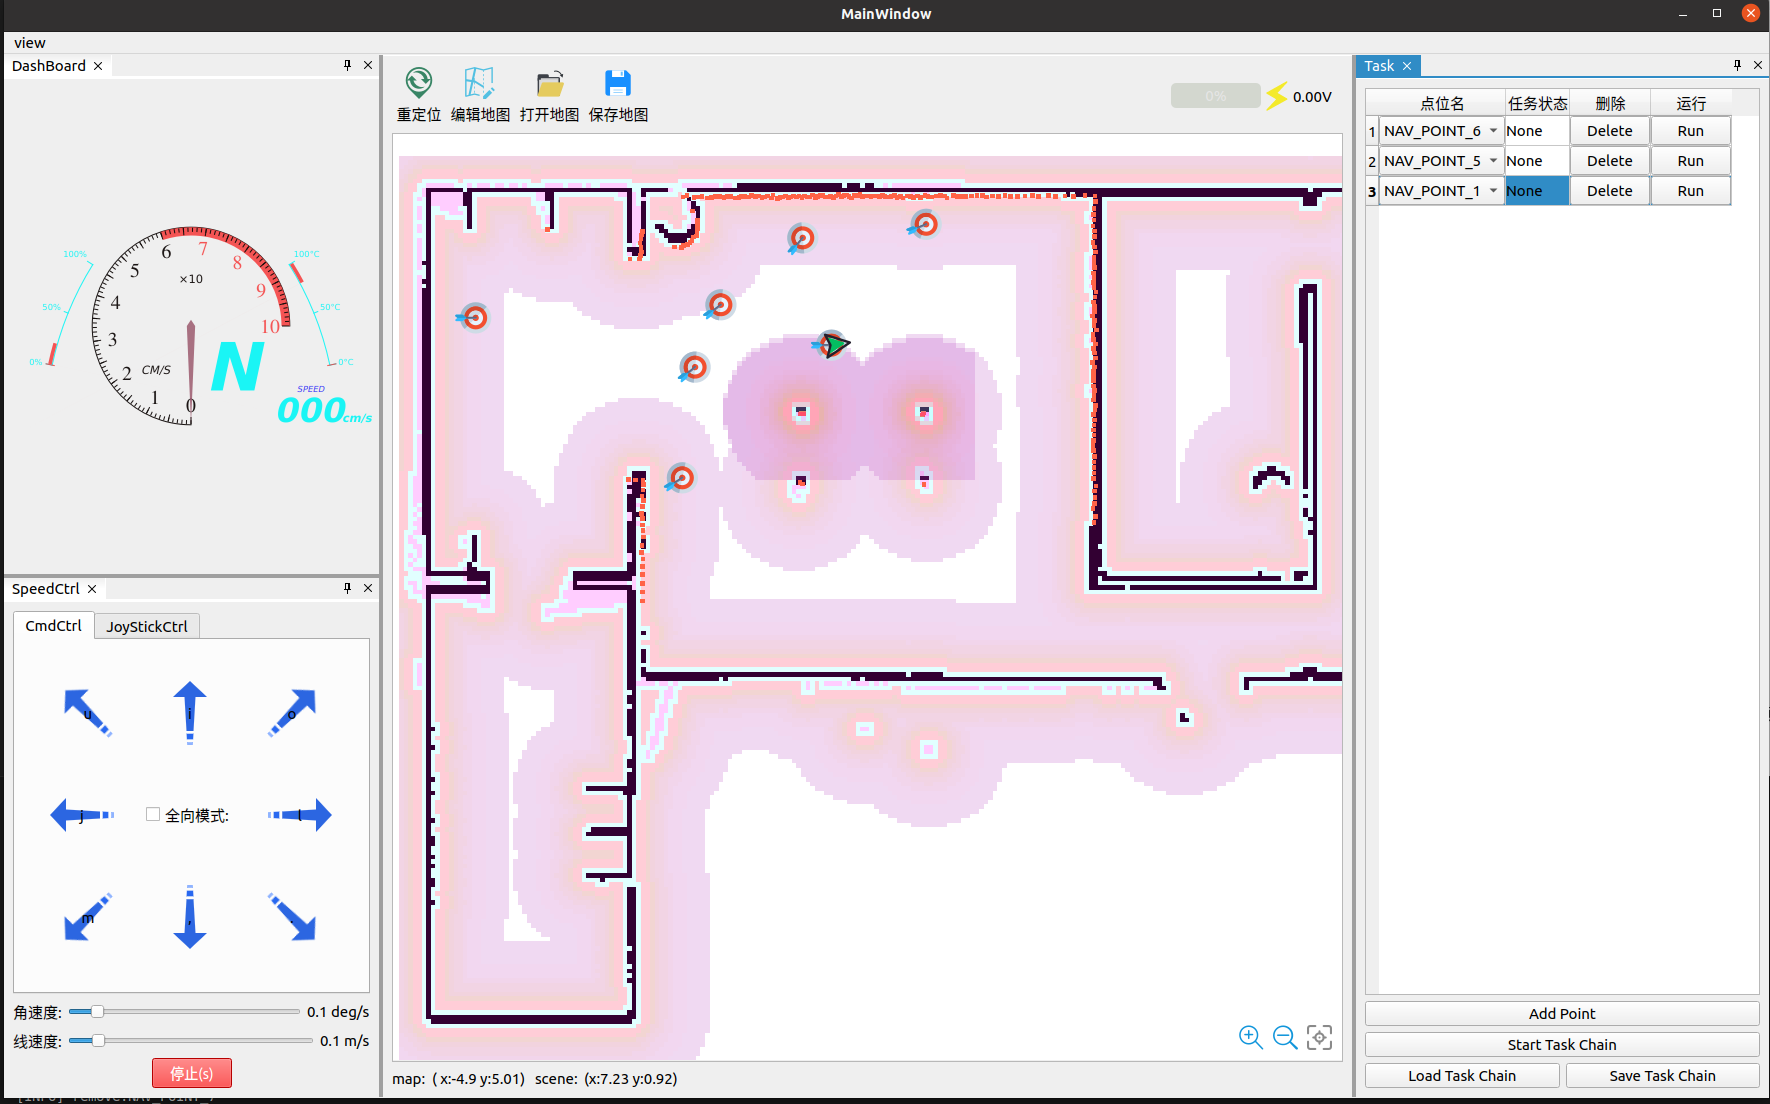 MainWindow
view
DashBoard
100%
50%
0%
0
1
2
3
4
5
6
7
8
9
10
×10
CM/S
N
SPEED
000cm/s
100°C
50°C
0°C
SpeedCtrl
CmdCtrl
JoyStickCtrl
u
i
o
j
全向模式:
l
m
,
.
角速度:
0.1 deg/s
线速度:
0.1 m/s
停止(s)
重定位
编辑地图
打开地图
保存地图
0%
0.00V
map: ( x:-4.9 y:5.01) scene: (x:7.23 y:0.92)
Task
点位名 任务状态 删除 运行
1 NAV_POINT_6 None Delete Run
2 NAV_POINT_5 None Delete Run
3 NAV_POINT_1 None Delete Run
Add Point
Start Task Chain
Load Task Chain
Save Task Chain